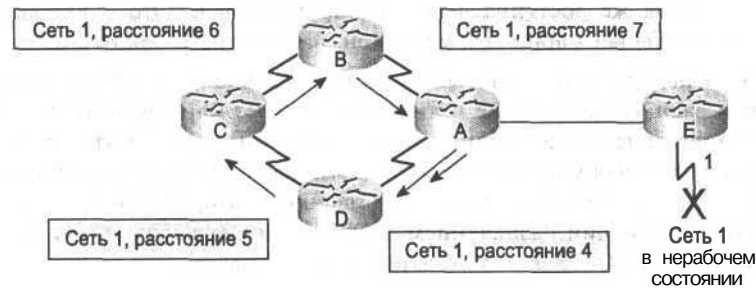 Сеть 1, расстояние 6
Сеть 1, расстояние 7
B
C
A
E
1
D
Сеть 1
в нерабочем
состоянии
Сеть 1, расстояние 5
Сеть 1, расстояние 4